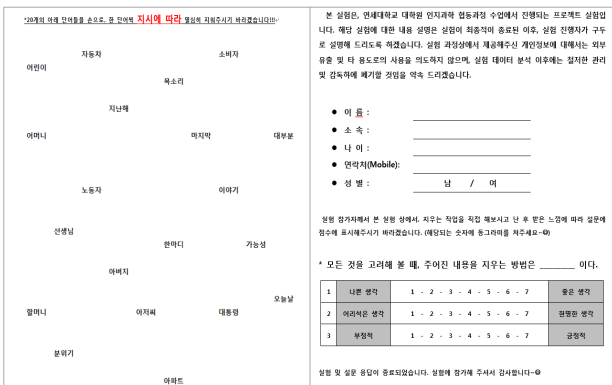 *20개의 아래 단어들을 손으로, 한 단어씩 지시에 따라 열심히 지워주시기 바라겠습니다!!!
자동차 소비자
어린이
목소리
지난해
어머니 마지막 대부분
노동자 이야기
선생님
한마디 가능성
아버지
오늘날
할머니 아저씨 대통령
분위기
아파트
본 실험은, 연세대학교 대학원 인지과학 협동과정 수업에서 진행되는 프로젝트 실험입니
다. 해당 실험에 대한 내용 설명은 실험이 최종적이 종료된 이후, 실험 진행자가 구두
로 설명해 드리도록 하겠습니다. 실험 과정상에서 제공해주신 개인정보에 대해서는 외부
유출 및 타 용도로의 사용을 의도하지 않으며, 실험 데이터 분석 이후에는 철저한 관리
및 감독하에 폐기할 것임을 약속 드리겠습니다.
● 이 름 :
● 소 속 :
● 나 이 :
● 연락처(Mobile):
● 성 별 : 남 / 여
실험 참가자께서 본 실험 상에서, 지우는 작업을 직접 해보시고 난 후 받은 느낌에 따라 설문에
점수에 표시해주시기 바라겠습니다. (해당되는 숫자에 동그라미를 쳐주세요~☺)
* 모든 것을 고려해 볼 때, 주어진 내용을 지우는 방법은 _______ 이다.
1 나쁜 생각 1 - 2 - 3 - 4 - 5 - 6 - 7 좋은 생각
2 어리석은 생각 1 - 2 - 3 - 4 - 5 - 6 - 7 현명한 생각
3 부정적 1 - 2 - 3 - 4 - 5 - 6 - 7 긍정적
실험 및 설문 응답이 종료되었습니다. 실험에 참가해 주셔서 감사합니다~☺